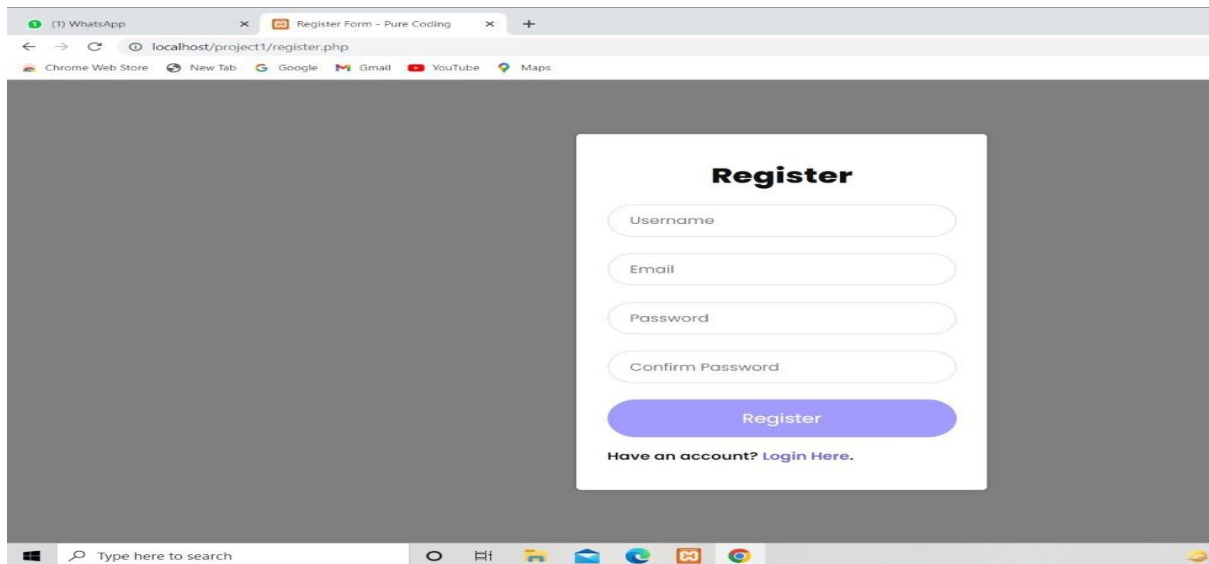 (1) WhatsApp
Register Form - Pure Coding
localhost/project1/register.php
Chrome Web Store New Tab Google Gmail YouTube Maps
Register
Username
Email
Password
Confirm Password
Register
Have an account? Login Here.
Type here to search